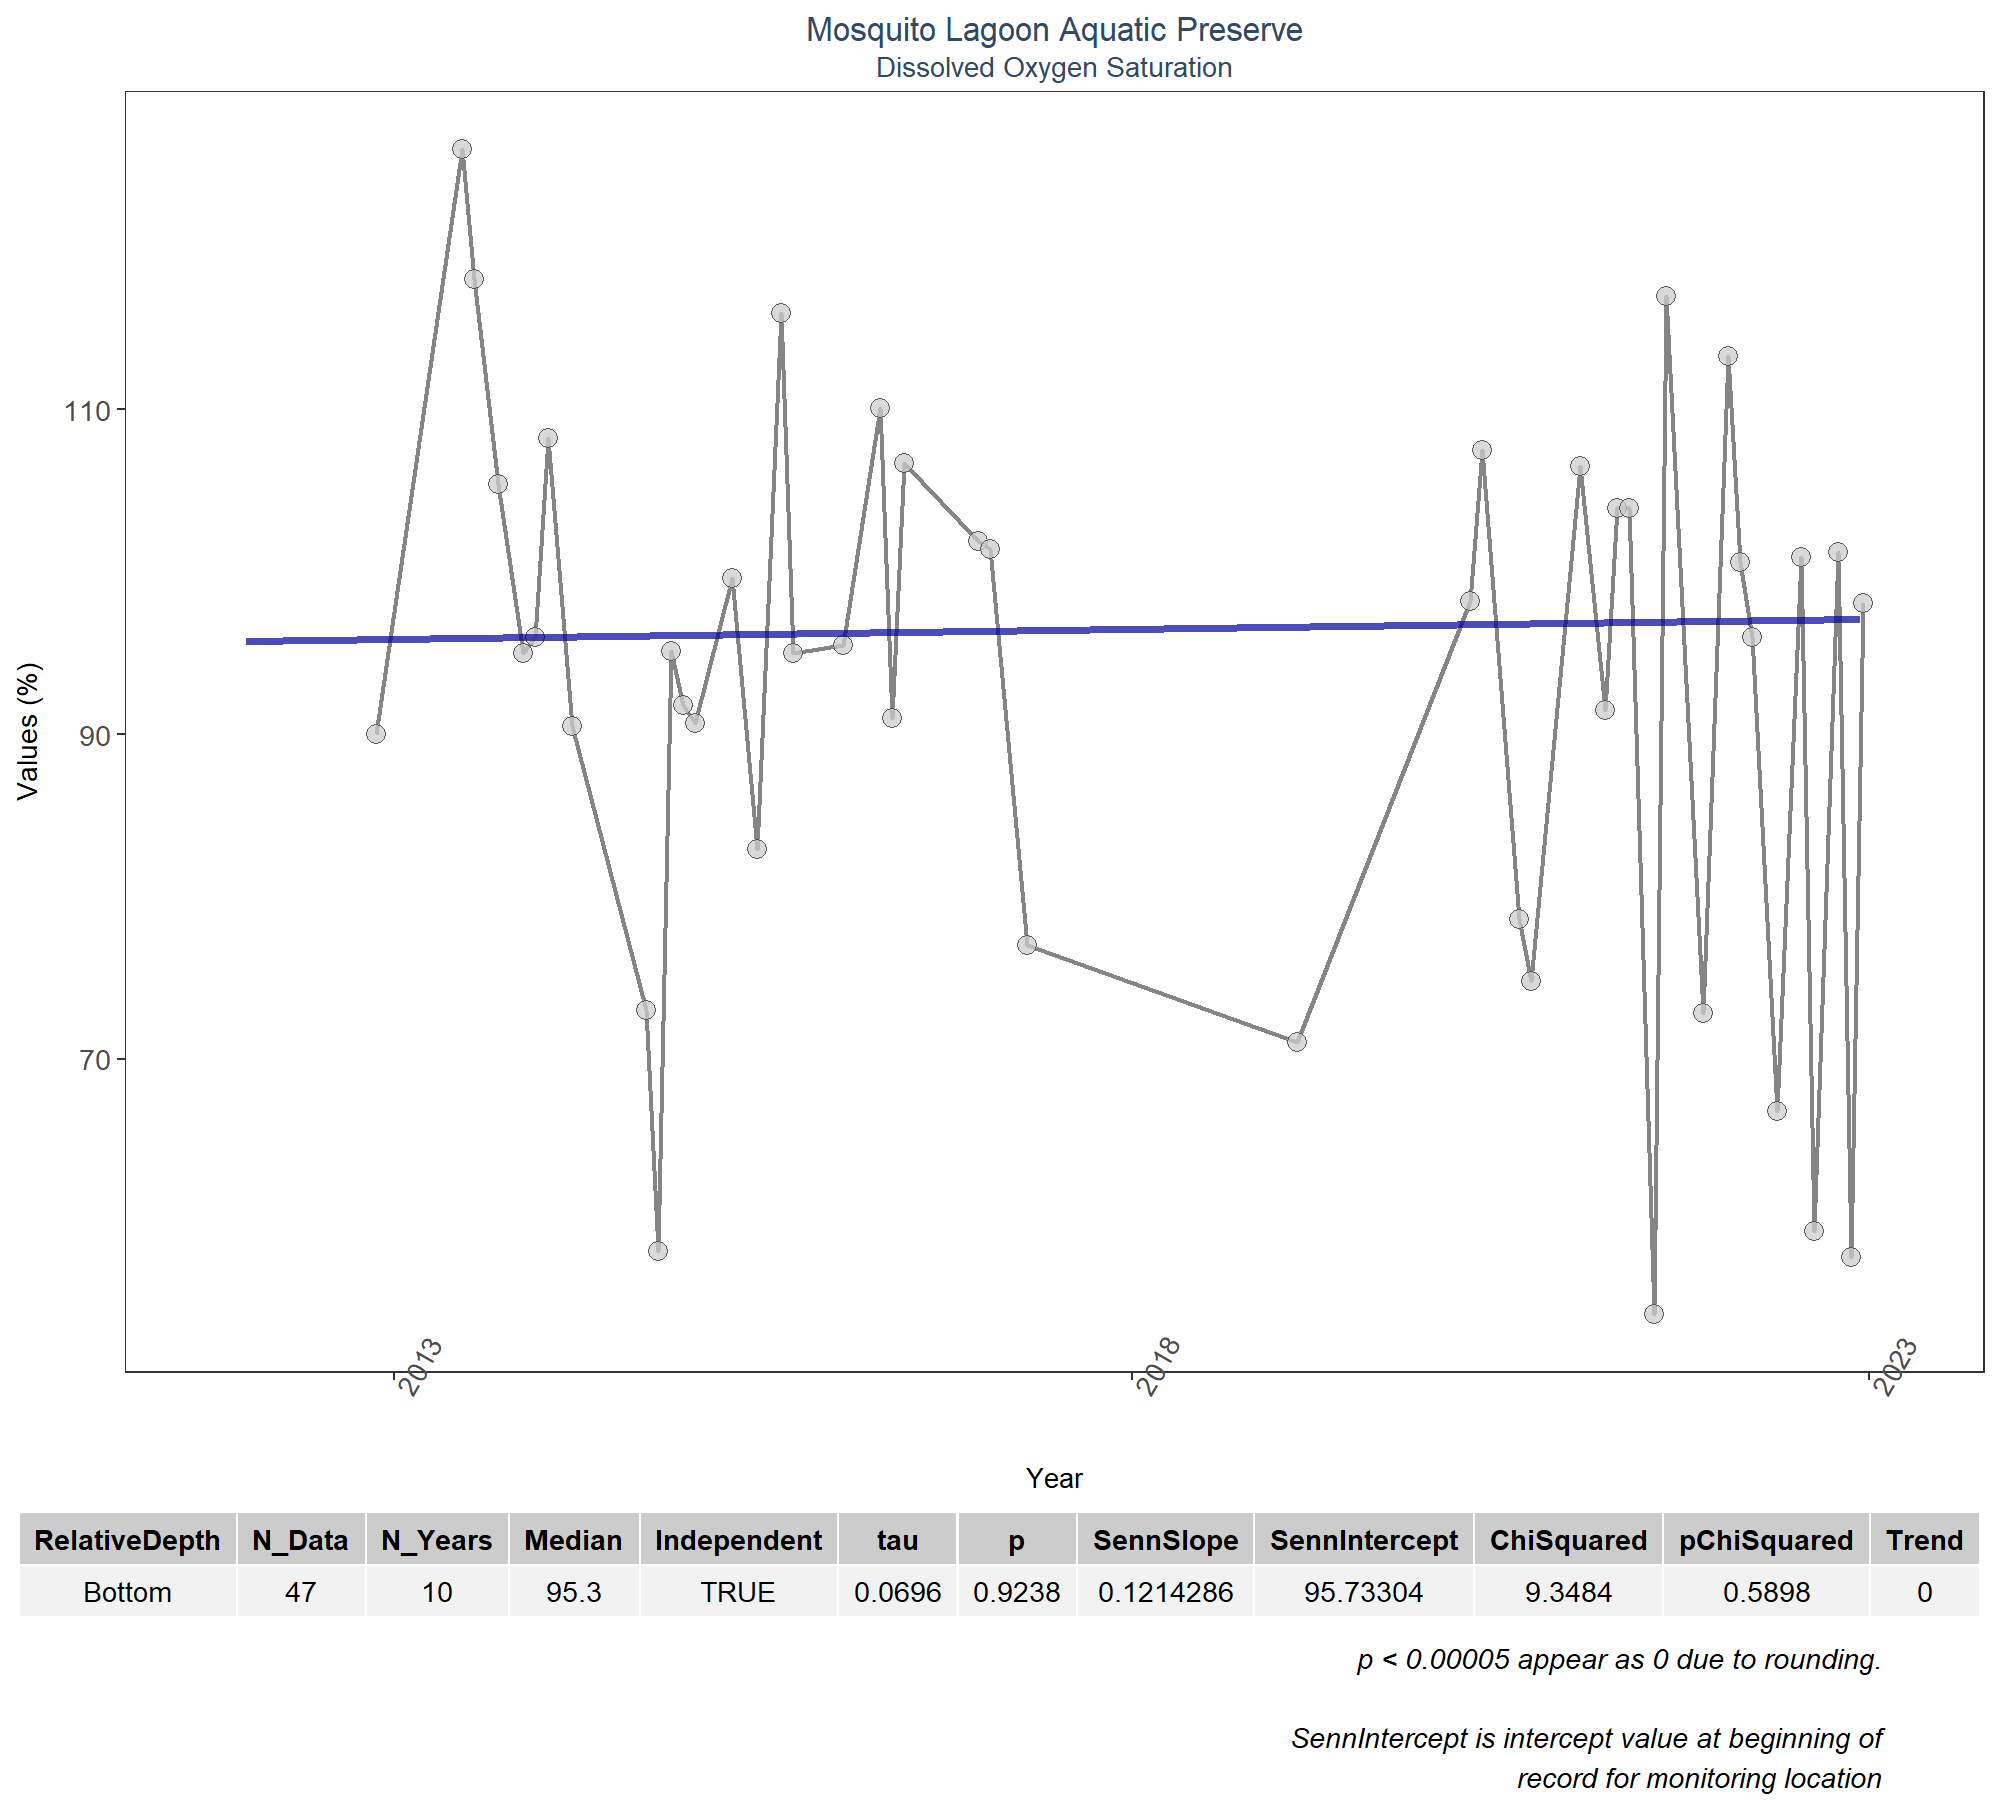 Mosquito Lagoon Aquatic Preserve
Dissolved Oxygen Saturation
Values (%)
110
90
70
2013
2018
2023
Year
RelativeDepth N_Data N_Years Median Independent tau p SennSlope SennIntercept ChiSquared pChiSquared Trend
Bottom 47 10 95.3 TRUE 0.0696 0.9238 0.1214286 95.73304 9.3484 0.5898 0
p < 0.00005 appear as 0 due to rounding.
SennIntercept is intercept value at beginning of
record for monitoring location